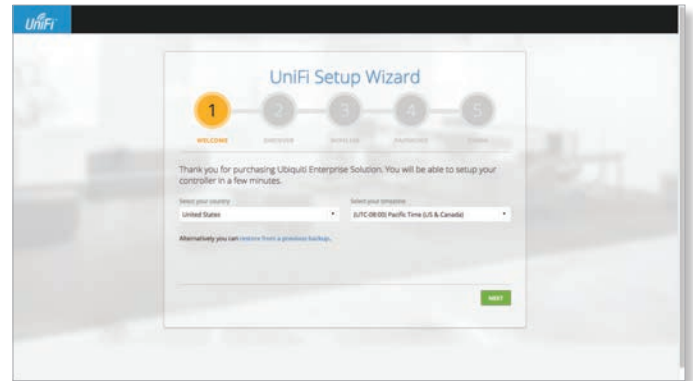 UniFi
UniFi Setup Wizard
1 2 3 4 5
WELCOME DISCOVER
Thank you for purchasing Ubiquiti Enterprise Solution. You will be able to setup your
controller in a few minutes.
Select your country Select your timezone
United States (UTC-08:00) Pacific Time (US & Canada)
Alternatively you can restore from a previous backup.
NEXT